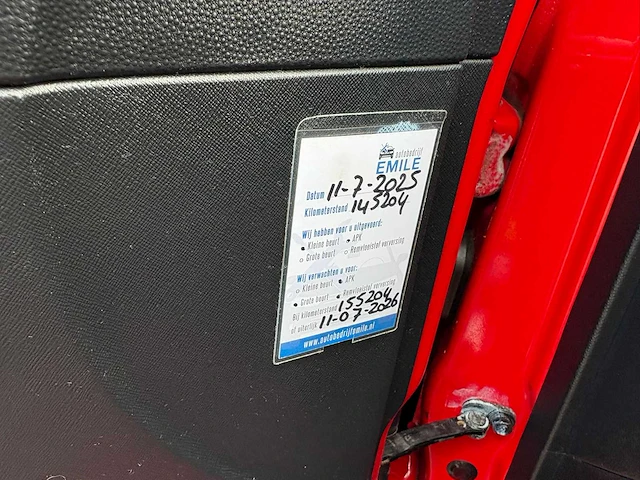 autobedrijf
EMILE
Datum 11-7-2025
Kilometerstand 145204
Wij hebben voor u uitgevoerd:
Kleine beurt APK
Grote beurt Remvloeistof verversing
Wij verwachten u voor:
Kleine beurt APK
Grote beurt Remvloeistof verversing
Bij kilometerstand 155204
of uiterlijk 11-07-2026
www.autobedrijfemile.nl